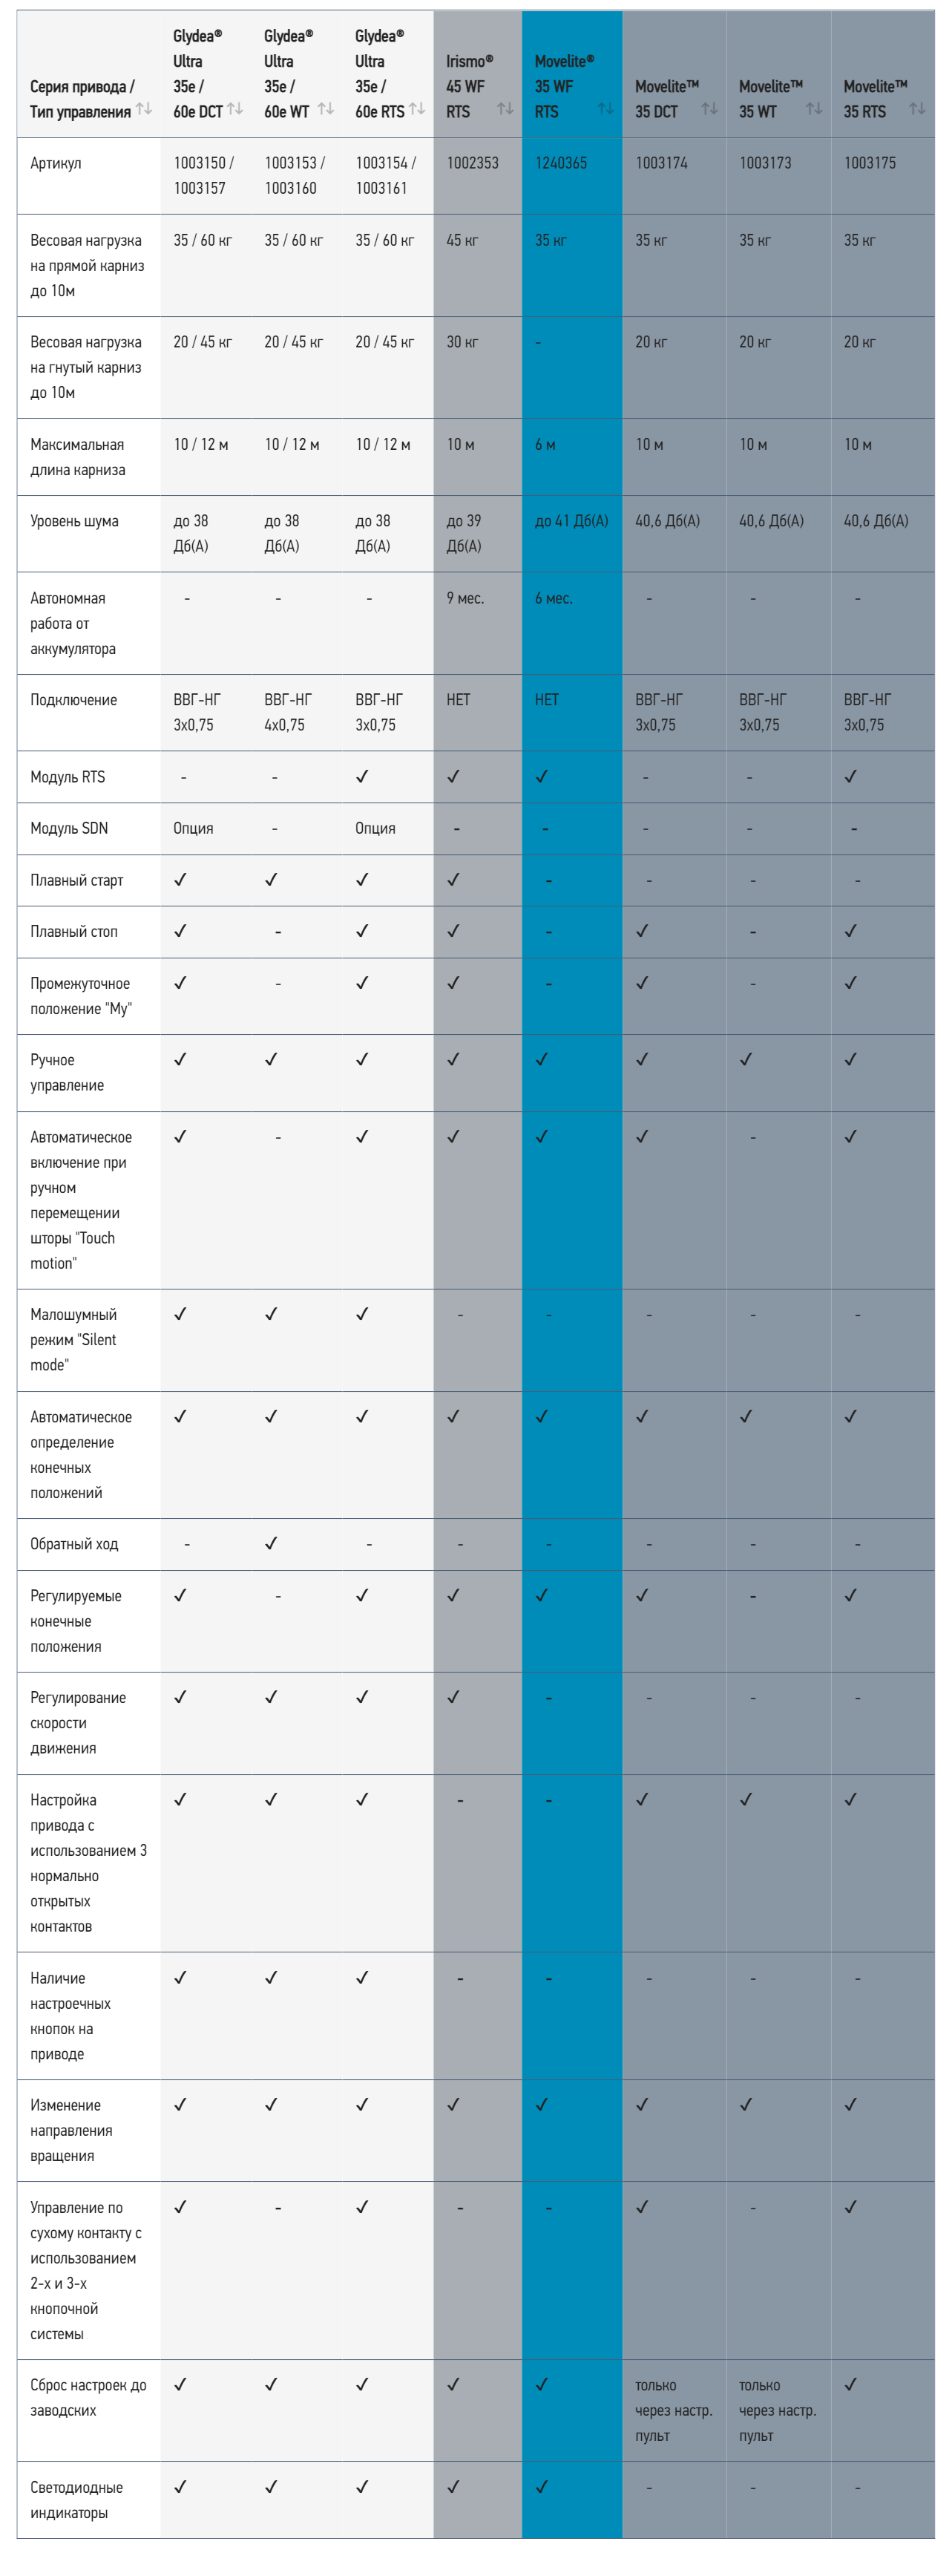 Серия привода / Тип управления ↑↓ | Glydea® Ultra 35e / 60e DCT ↑↓ | Glydea® Ultra 35e / 60e WT ↑↓ | Glydea® Ultra 35e / 60e RTS ↑↓ | Irismo® 45 WF RTS ↑↓ | Movelite® 35 WF RTS ↑↓ | Movelite™ 35 DCT ↑↓ | Movelite™ 35 WT ↑↓ | Movelite™ 35 RTS ↑↓
Артикул | 1003150 / 1003157 | 1003153 / 1003160 | 1003154 / 1003161 | 1002353 | 1240365 | 1003174 | 1003173 | 1003175
Весовая нагрузка на прямой карниз до 10м | 35 / 60 кг | 35 / 60 кг | 35 / 60 кг | 45 кг | 35 кг | 35 кг | 35 кг | 35 кг
Весовая нагрузка на гнутый карниз до 10м | 20 / 45 кг | 20 / 45 кг | 20 / 45 кг | 30 кг | - | 20 кг | 20 кг | 20 кг
Максимальная длина карниза | 10 / 12 м | 10 / 12 м | 10 / 12 м | 10 м | 6 м | 10 м | 10 м | 10 м
Уровень шума | до 38 Дб(А) | до 38 Дб(А) | до 38 Дб(А) | до 39 Дб(А) | до 41 Дб(А) | 40,6 Дб(А) | 40,6 Дб(А) | 40,6 Дб(А)
Автономная работа от аккумулятора | - | - | - | 9 мес. | 6 мес. | - | - | -
Подключение | ВВГ-НГ 3х0,75 | ВВГ-НГ 4х0,75 | ВВГ-НГ 3х0,75 | НЕТ | НЕТ | ВВГ-НГ 3х0,75 | ВВГ-НГ 3х0,75 | ВВГ-НГ 3х0,75
Модуль RTS | - | - | ✓ | ✓ | ✓ | - | - | ✓
Модуль SDN | Опция | - | Опция | - | - | - | - | -
Плавный старт | ✓ | ✓ | ✓ | ✓ | - | - | - | -
Плавный стоп | ✓ | - | ✓ | ✓ | - | ✓ | - | ✓
Промежуточное положение "My" | ✓ | - | ✓ | ✓ | - | ✓ | - | ✓
Ручное управление | ✓ | ✓ | ✓ | ✓ | ✓ | ✓ | ✓ | ✓
Автоматическое включение при ручном перемещении шторы "Touch motion" | ✓ | - | ✓ | ✓ | ✓ | ✓ | - | ✓
Малошумный режим "Silent mode" | ✓ | ✓ | ✓ | - | - | - | - | -
Автоматическое определение конечных положений | ✓ | ✓ | ✓ | ✓ | ✓ | ✓ | ✓ | ✓
Обратный ход | - | ✓ | - | - | - | - | - | -
Регулируемые конечные положения | ✓ | - | ✓ | ✓ | ✓ | ✓ | - | ✓
Регулирование скорости движения | ✓ | ✓ | ✓ | ✓ | - | - | - | -
Настройка привода с использованием 3 нормально открытых контактов | ✓ | ✓ | ✓ | - | - | ✓ | ✓ | ✓
Наличие настроечных кнопок на приводе | ✓ | ✓ | ✓ | - | - | - | - | -
Изменение направления вращения | ✓ | ✓ | ✓ | ✓ | ✓ | ✓ | ✓ | ✓
Управление по сухому контакту с использованием 2-х и 3-х кнопочной системы | ✓ | - | ✓ | - | - | ✓ | - | ✓
Сброс настроек до заводских | ✓ | ✓ | ✓ | ✓ | ✓ | только через настр. пульт | только через настр. пульт | ✓
Светодиодные индикаторы | ✓ | ✓ | ✓ | ✓ | ✓ | - | - | -